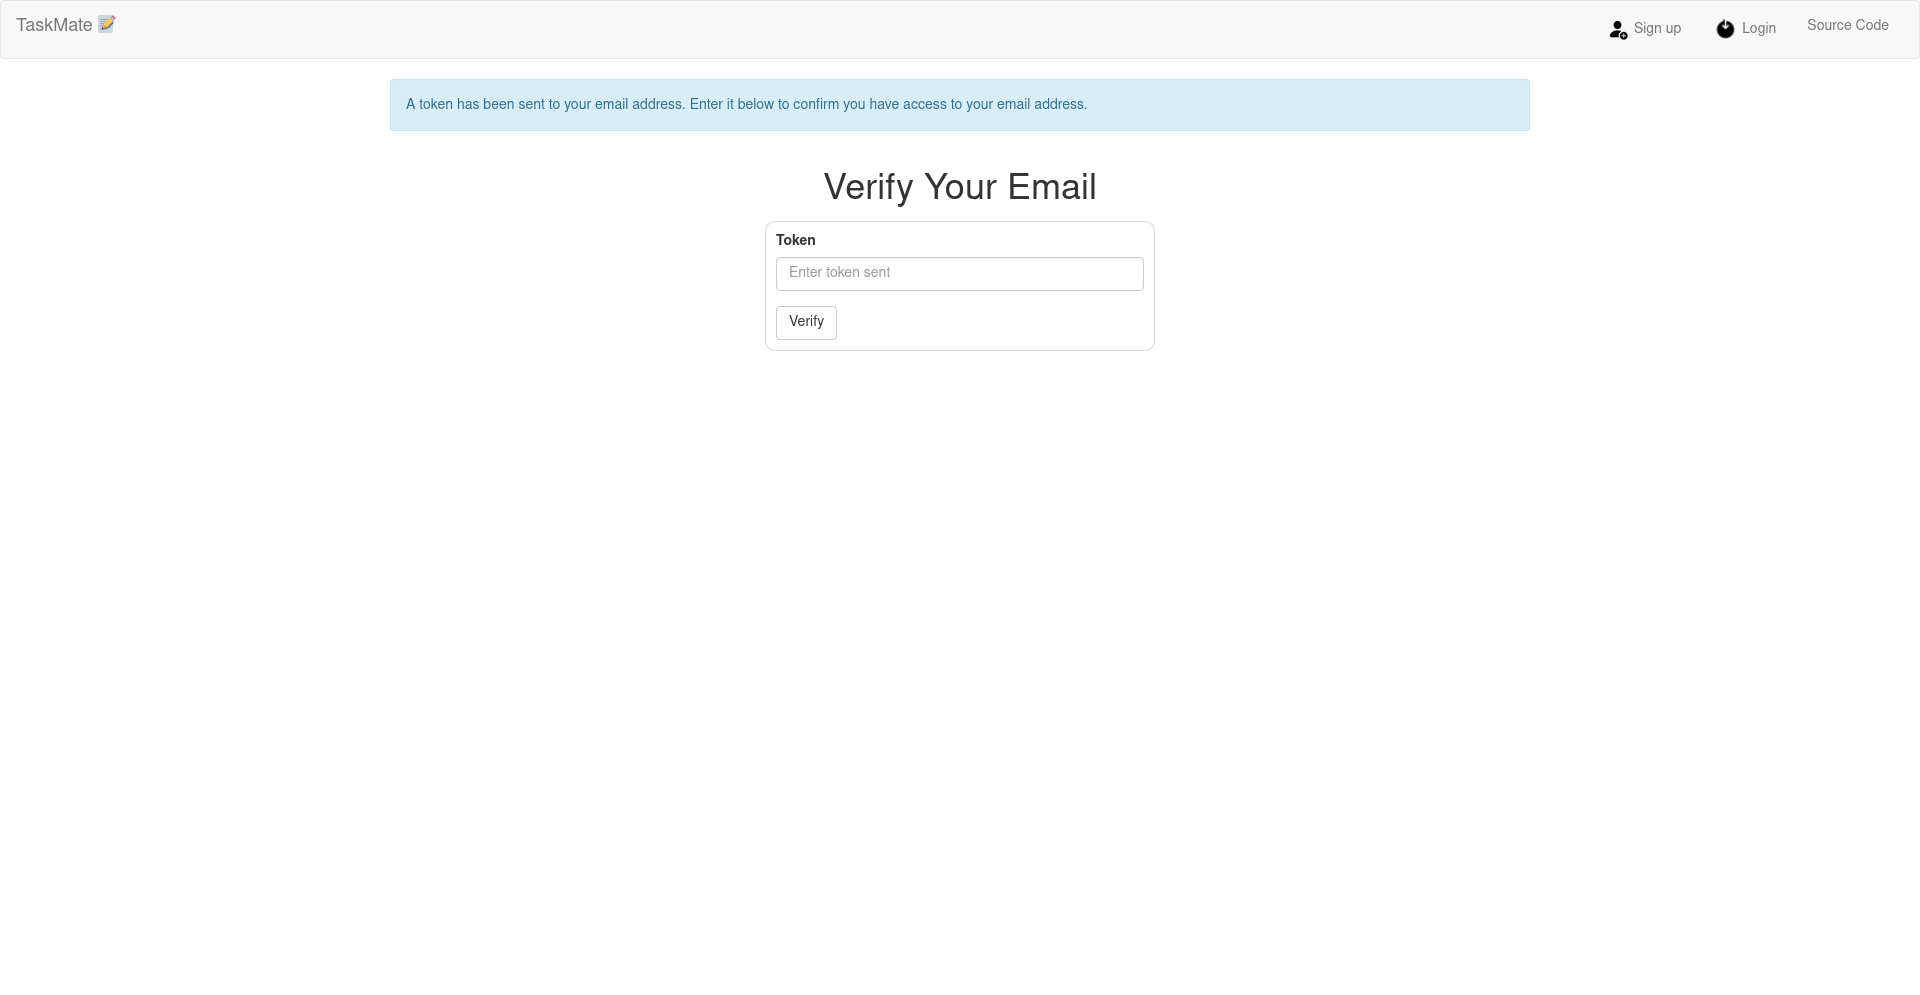 TaskMate 📝
Sign up
Login
Source Code
A token has been sent to your email address. Enter it below to confirm you have access to your email address.
Verify Your Email
Token
Enter token sent
Verify